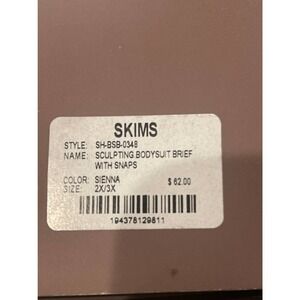 SKIMS
STYLE: SH-BSB-0348
NAME: SCULPTING BODYSUIT BRIEF
WITH SNAPS
COLOR: SIENNA $ 62.00
SIZE: 2X/3X
194378129811